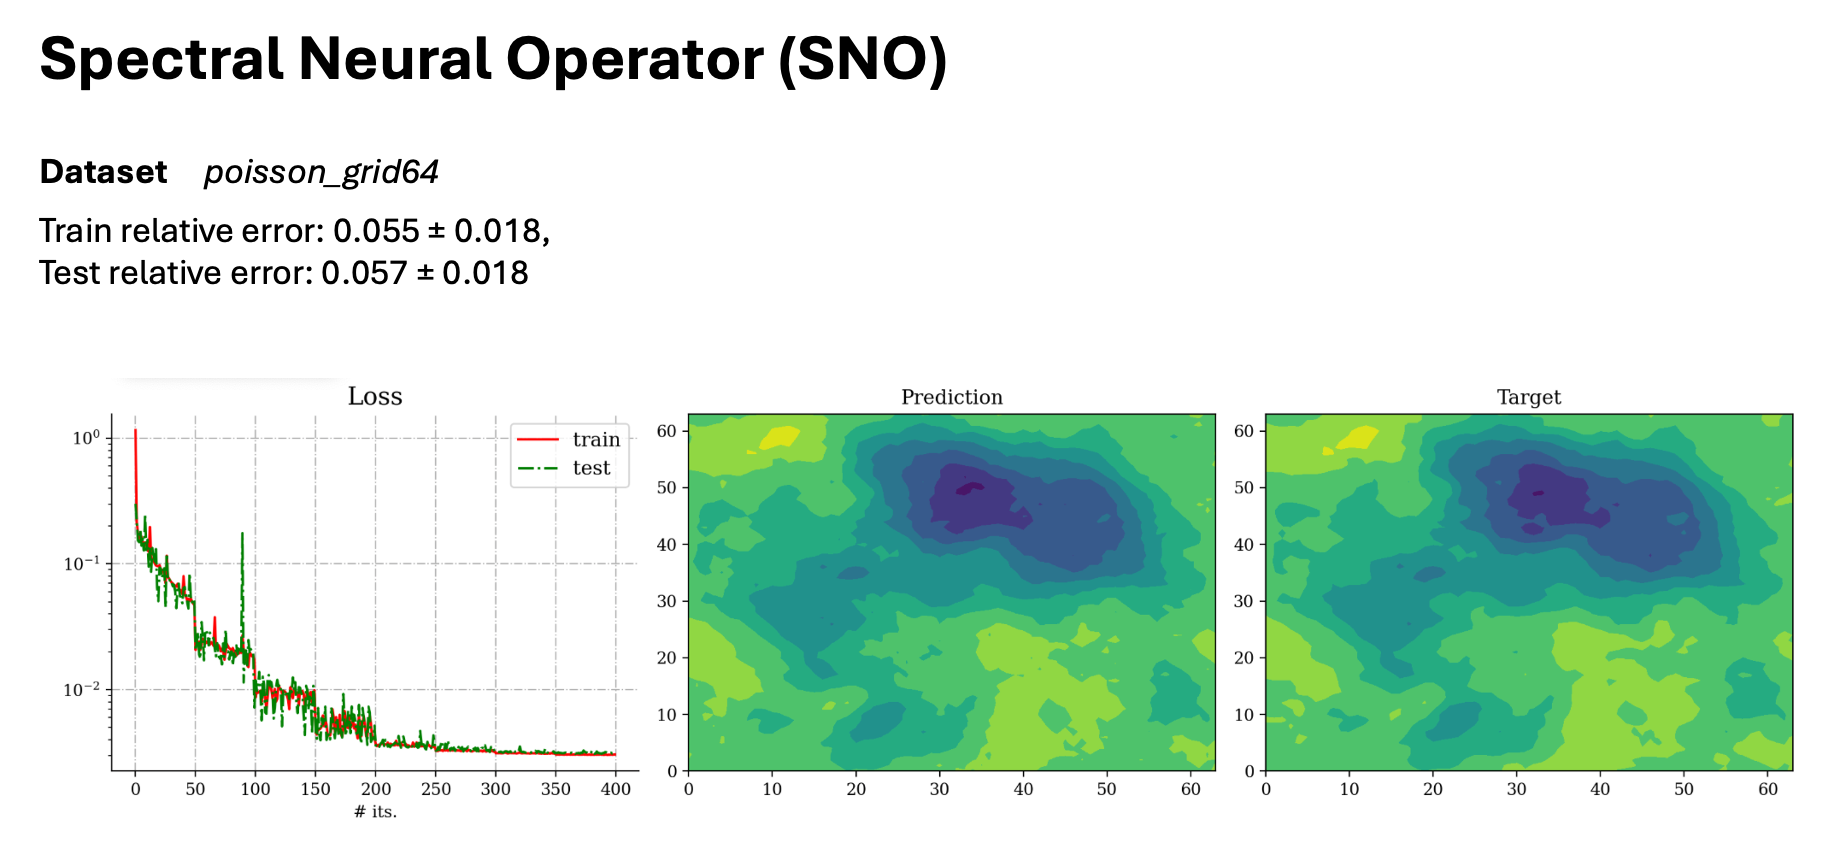 Spectral Neural Operator (SNO)
Dataset poisson_grid64
Train relative error: 0.055 ± 0.018,
Test relative error: 0.057 ± 0.018
Loss
10⁰
10⁻¹
10⁻²
train
test
0 50 100 150 200 250 300 350 400
# its.
Prediction
60
50
40
30
20
10
0
0 10 20 30 40 50 60
Target
60
50
40
30
20
10
0
0 10 20 30 40 50 60